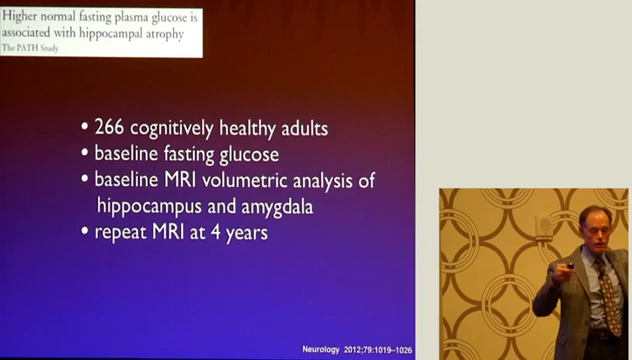 Higher normal fasting plasma glucose is
associated with hippocampal atrophy
The PATH Study
• 266 cognitively healthy adults
• baseline fasting glucose
• baseline MRI volumetric analysis of
hippocampus and amygdala
• repeat MRI at 4 years
Neurology 2012;79:1019–1026